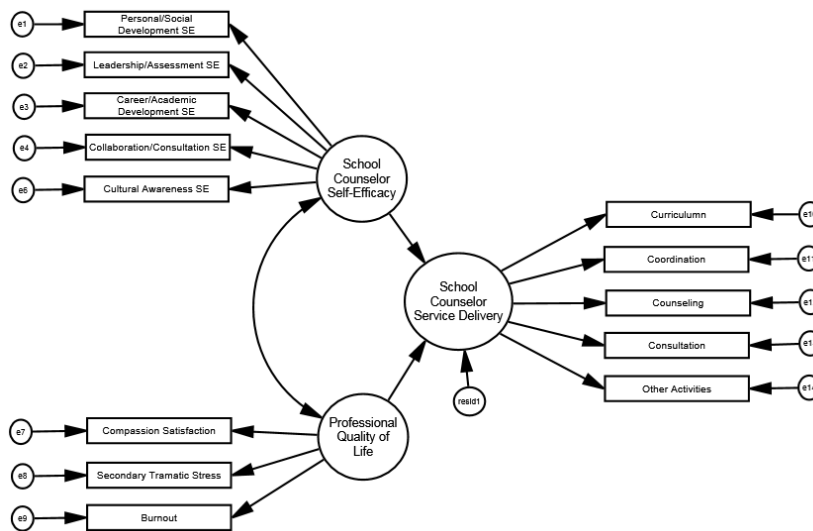 e1
Personal/Social
Development SE
e2
Leadership/Assessment SE
e3
Career/Academic
Development SE
e4
Collaboration/Consultation SE
e6
Cultural Awareness SE
School
Counselor
Self-Efficacy
Curriculumn
Coordination
School
Counselor
Service Delivery
Counseling
Consultation
Other Activities
resid1
e7
Compassion Satisfaction
Professional
Quality of
Life
e8
Secondary Tramatic Stress
e9
Burnout